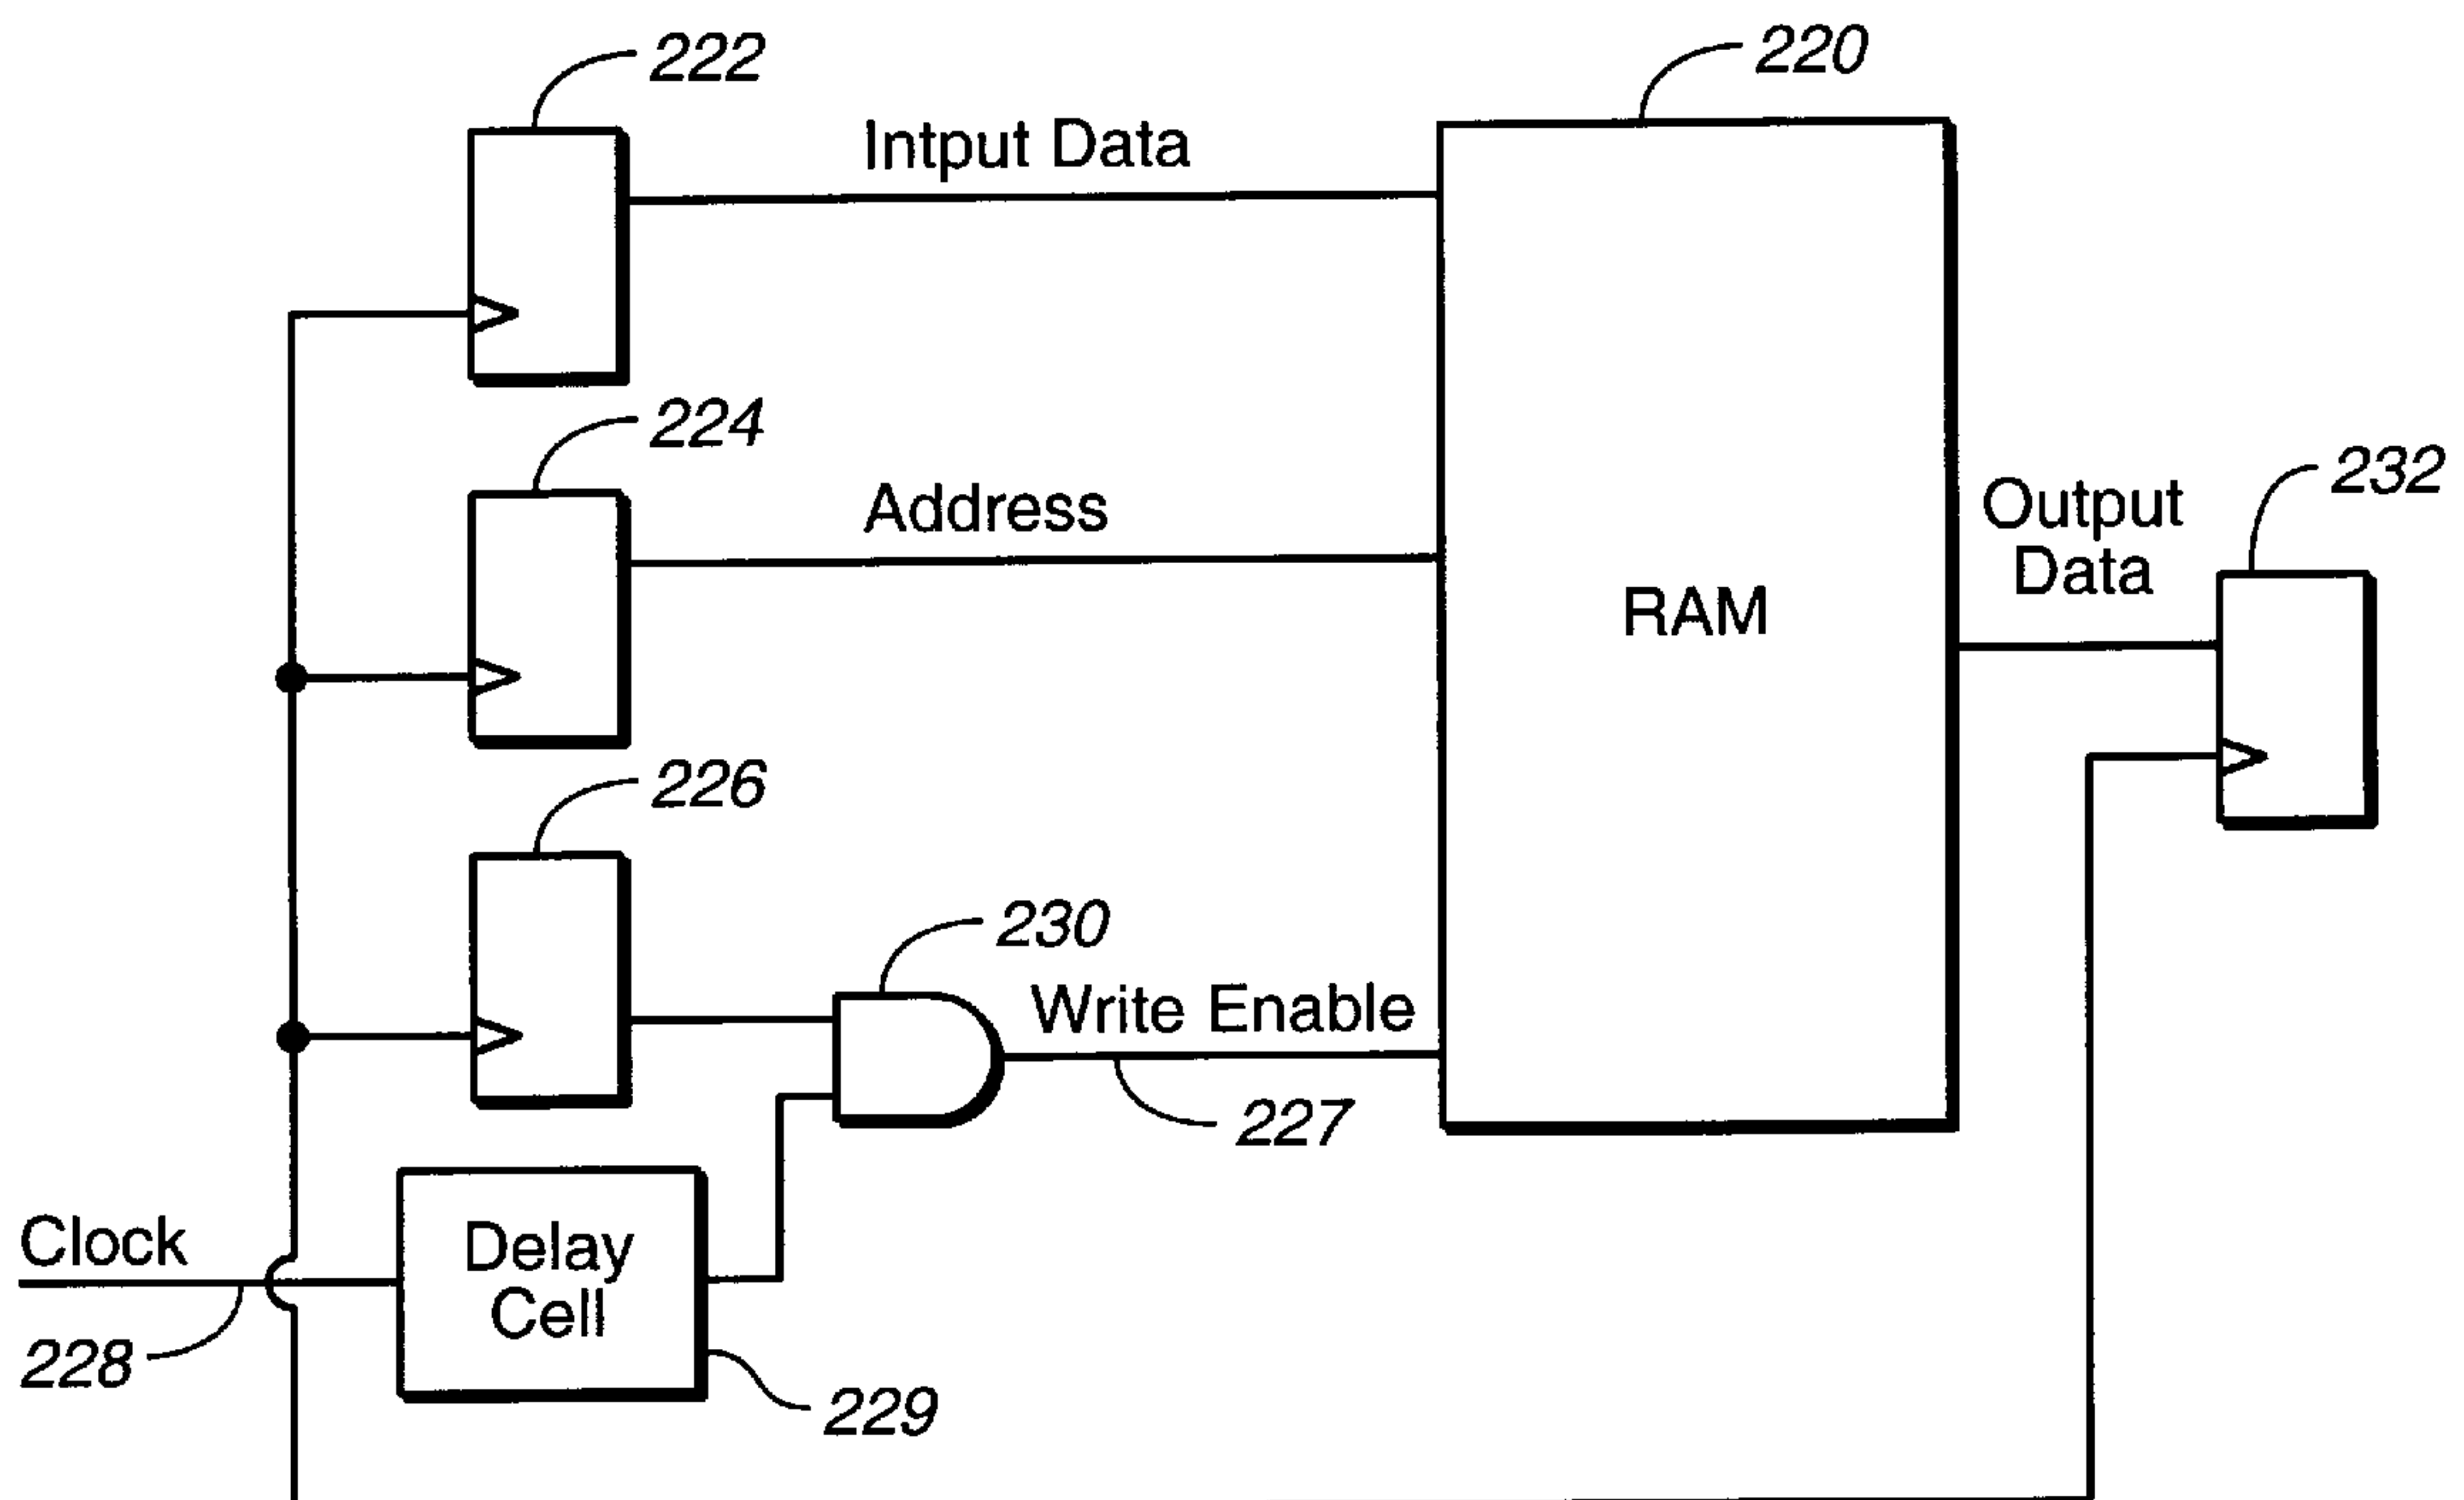 222
220
Intput Data
224
Address
232
Output
Data
RAM
226
230
Write Enable
227
Clock
Delay
Cell
228
229